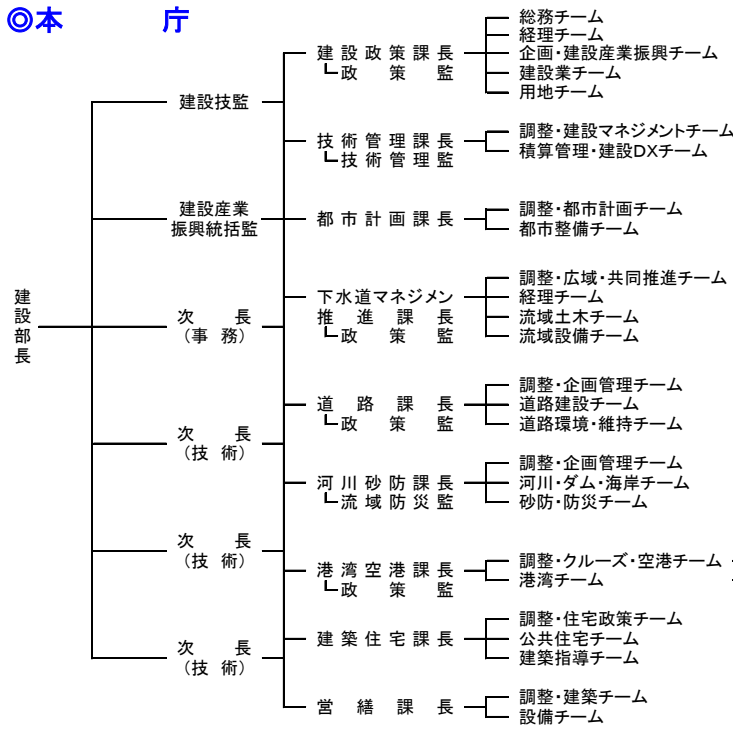 ◎本庁
建設部長
建設技監
建設産業
振興統括監
次長
(事務)
次長
(技術)
次長
(技術)
次長
(技術)
建設政策課長
政策監
総務チーム
経理チーム
企画・建設産業振興チーム
建設業チーム
用地チーム
技術管理課長
技術管理監
調整・建設マネジメントチーム
積算管理・建設DXチーム
都市計画課長
調整・都市計画チーム
都市整備チーム
下水道マネジメン
推進課長
政策監
調整・広域・共同推進チーム
経理チーム
流域土木チーム
流域設備チーム
道路課長
政策監
調整・企画管理チーム
道路建設チーム
道路環境・維持チーム
河川砂防課長
流域防災監
調整・企画管理チーム
河川・ダム・海岸チーム
砂防・防災チーム
港湾空港課長
政策監
調整・クルーズ・空港チーム
港湾チーム
建築住宅課長
調整・住宅政策チーム
公共住宅チーム
建築指導チーム
営繕課長
調整・建築チーム
設備チーム